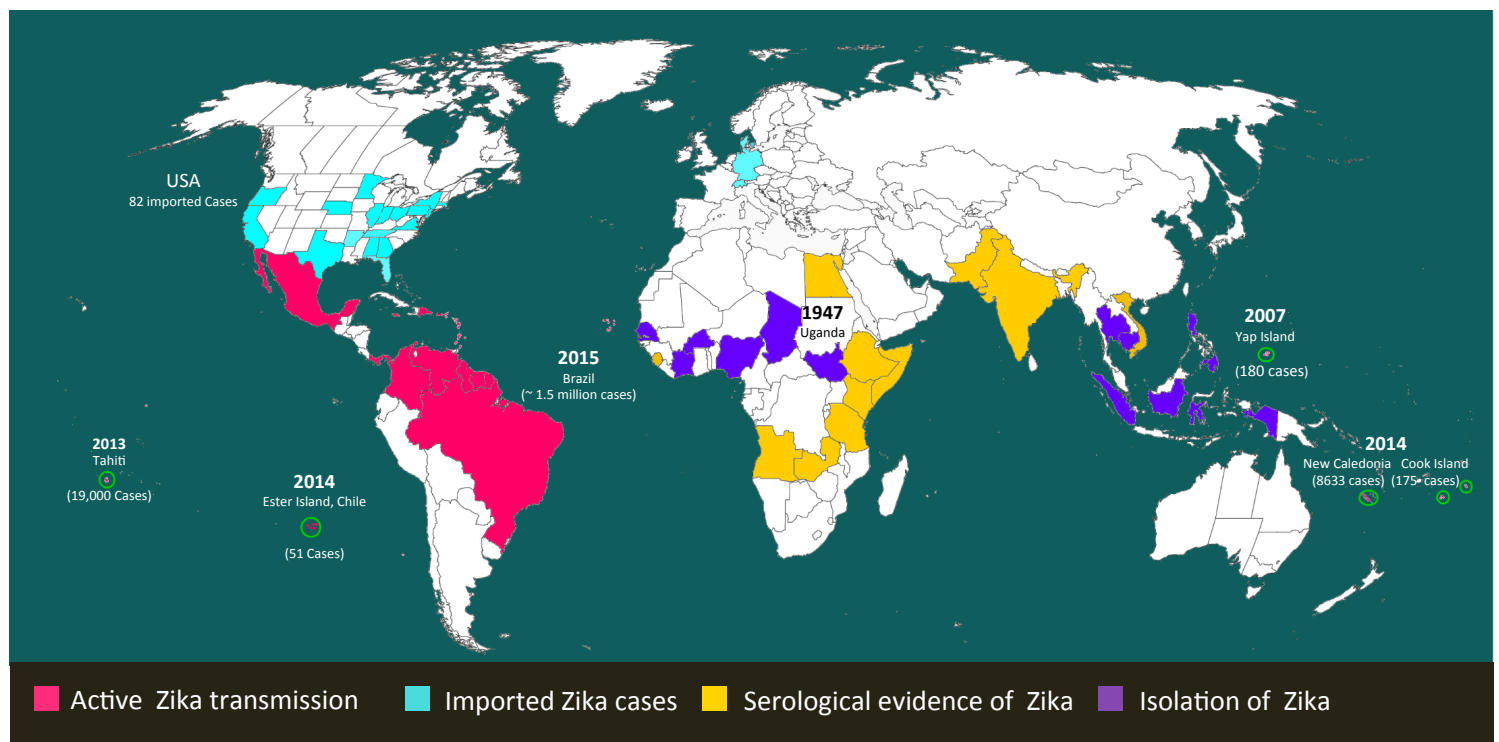 USA
82 imported Cases
1947
Uganda
2007
Yap Island
(180 cases)
2015
Brazil
(~ 1.5 million cases)
2013
Tahiti
(19,000 Cases)
2014
Ester Island, Chile
(51 Cases)
2014
New Caledonia Cook Island
(8633 cases) (175 cases)
Active Zika transmission
Imported Zika cases
Serological evidence of Zika
Isolation of Zika